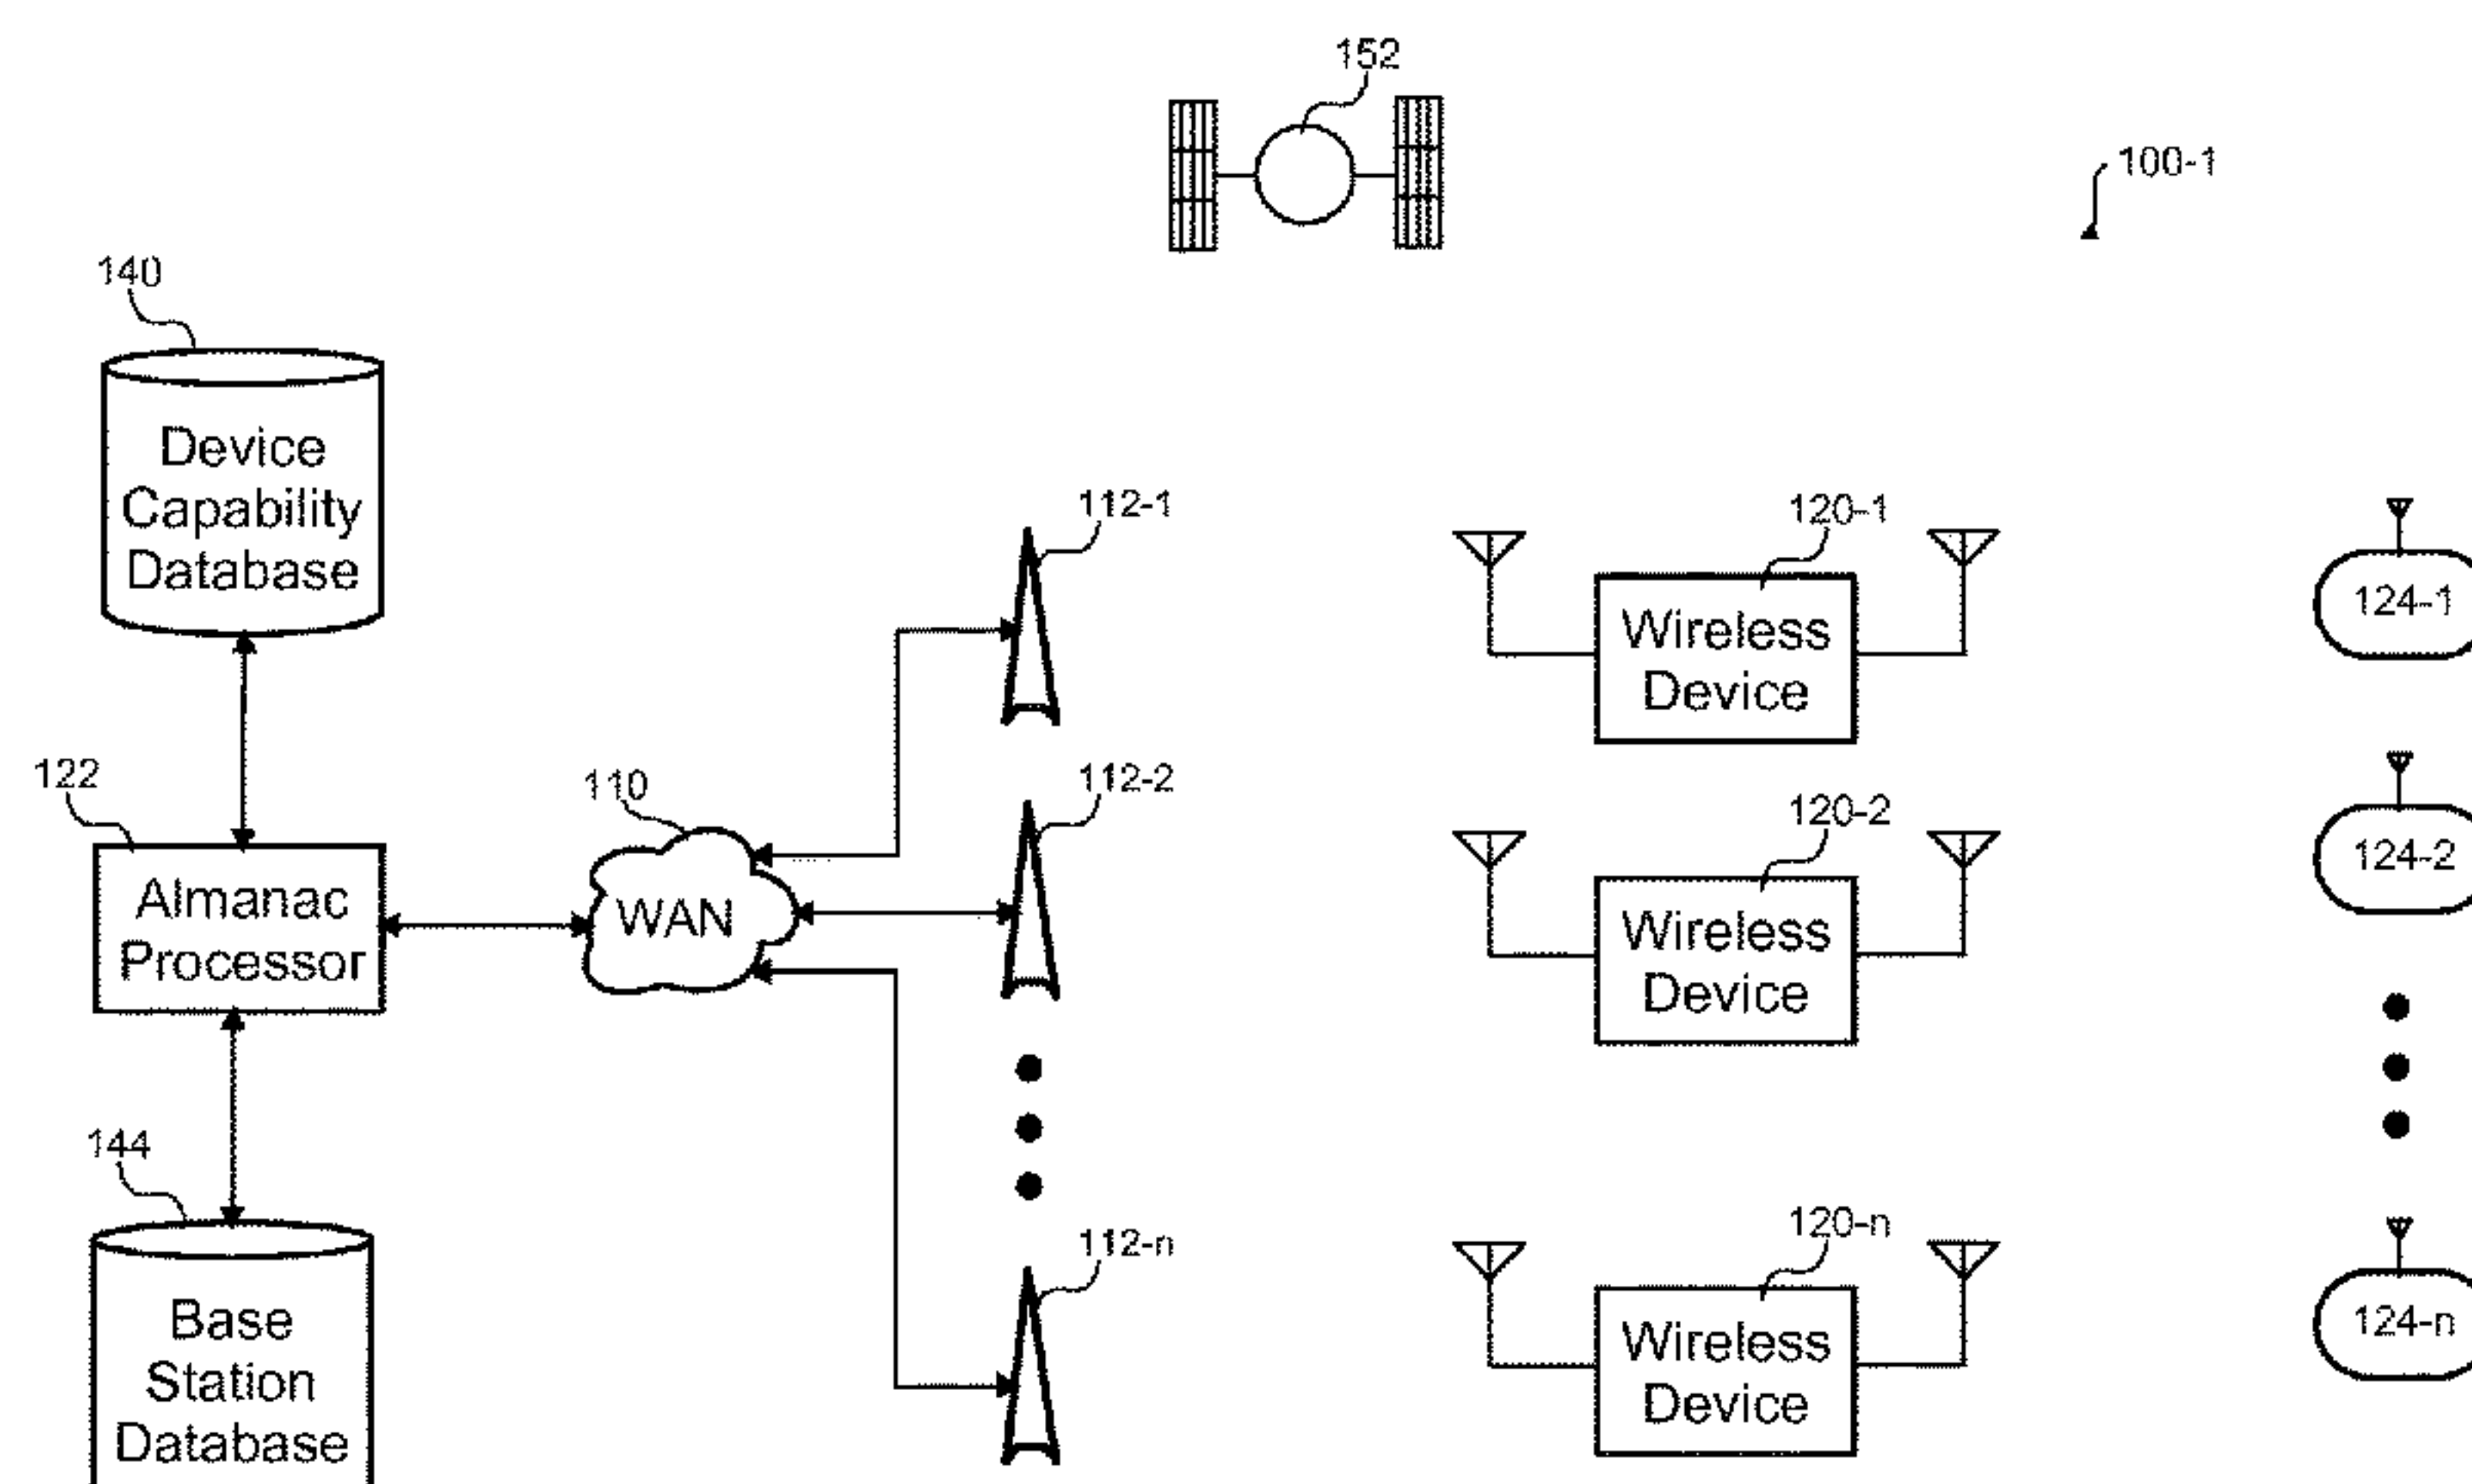 152
100-1
140
Device
Capability
Database
112-1
120-1
Wireless
Device
124-1
122
110
112-2
120-2
Almanac
Processor
WAN
Wireless
Device
124-2
144
112-n
120-n
Base
Station
Database
Wireless
Device
124-n